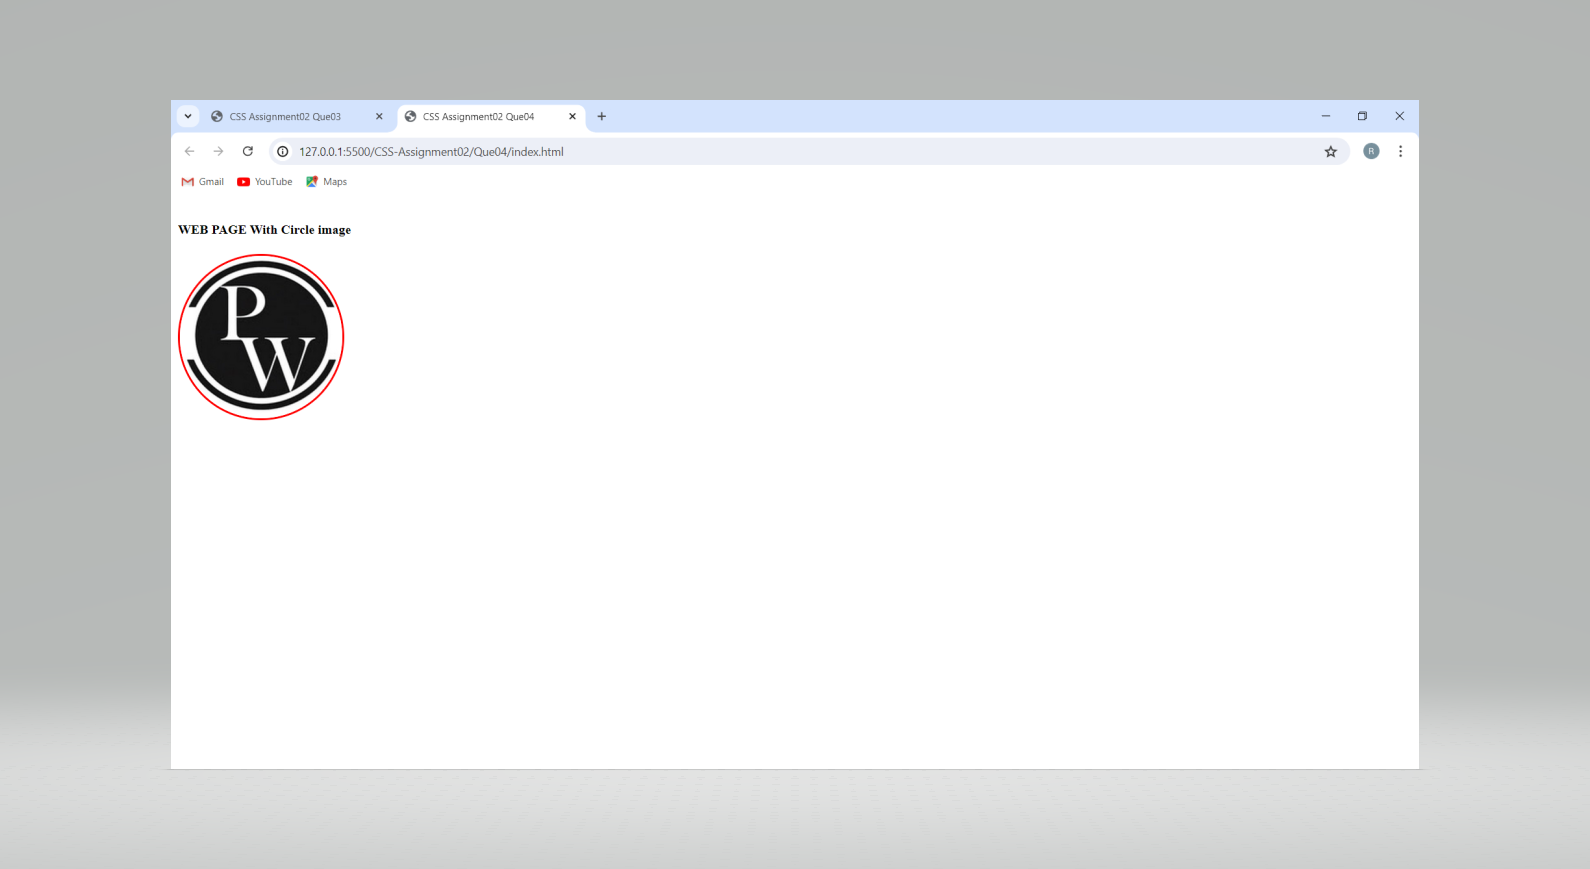 CSS Assignment02 Que03
CSS Assignment02 Que04
127.0.0.1:5500/CSS-Assignment02/Que04/index.html
R
Gmail YouTube Maps
WEB PAGE With Circle image
P
W